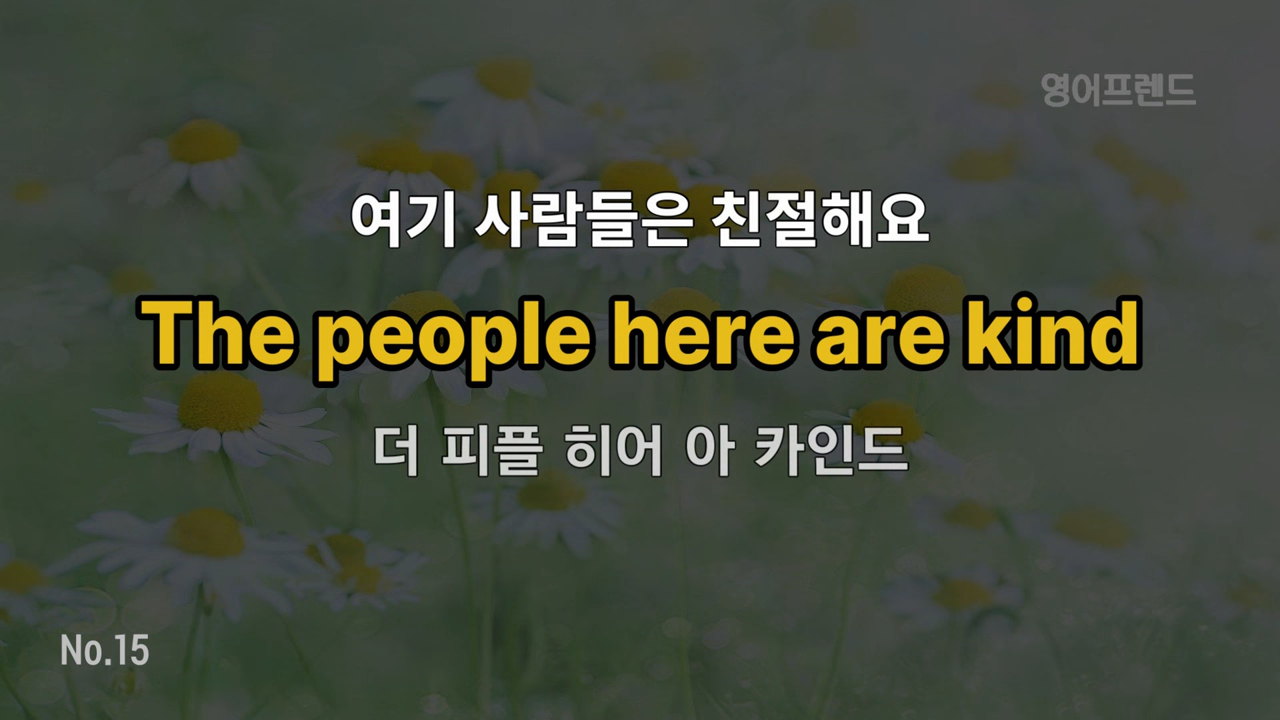 영어프렌드
여기 사람들은 친절해요
The people here are kind
더 피플 히어 아 카인드
No.15